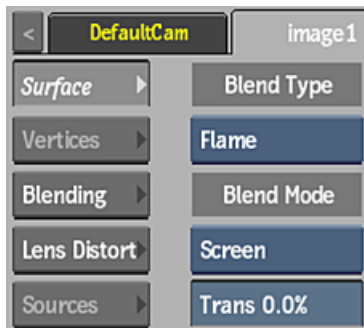 < DefaultCam image1
Surface Blend Type
Vertices Flame
Blending Blend Mode
Lens Distort Screen
Sources Trans 0.0%